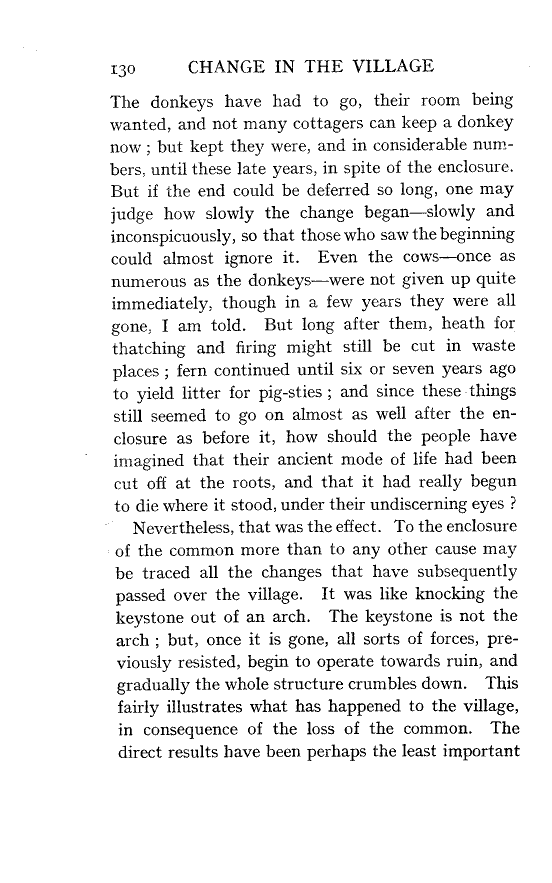 130 CHANGE IN THE VILLAGE
The donkeys have had to go, their room being
wanted, and not many cottagers can keep a donkey
now ; but kept they were, and in considerable num-
bers, until these late years, in spite of the enclosure.
But if the end could be deferred so long, one may
judge how slowly the change began—slowly and
inconspicuously, so that those who saw the beginning
could almost ignore it. Even the cows—once as
numerous as the donkeys—were not given up quite
immediately, though in a few years they were all
gone, I am told. But long after them, heath for
thatching and firing might still be cut in waste
places ; fern continued until six or seven years ago
to yield litter for pig-sties ; and since these things
still seemed to go on almost as well after the en-
closure as before it, how should the people have
imagined that their ancient mode of life had been
cut off at the roots, and that it had really begun
to die where it stood, under their undiscerning eyes ?
Nevertheless, that was the effect. To the enclosure
of the common more than to any other cause may
be traced all the changes that have subsequently
passed over the village. It was like knocking the
keystone out of an arch. The keystone is not the
arch ; but, once it is gone, all sorts of forces, pre-
viously resisted, begin to operate towards ruin, and
gradually the whole structure crumbles down. This
fairly illustrates what has happened to the village,
in consequence of the loss of the common. The
direct results have been perhaps the least important